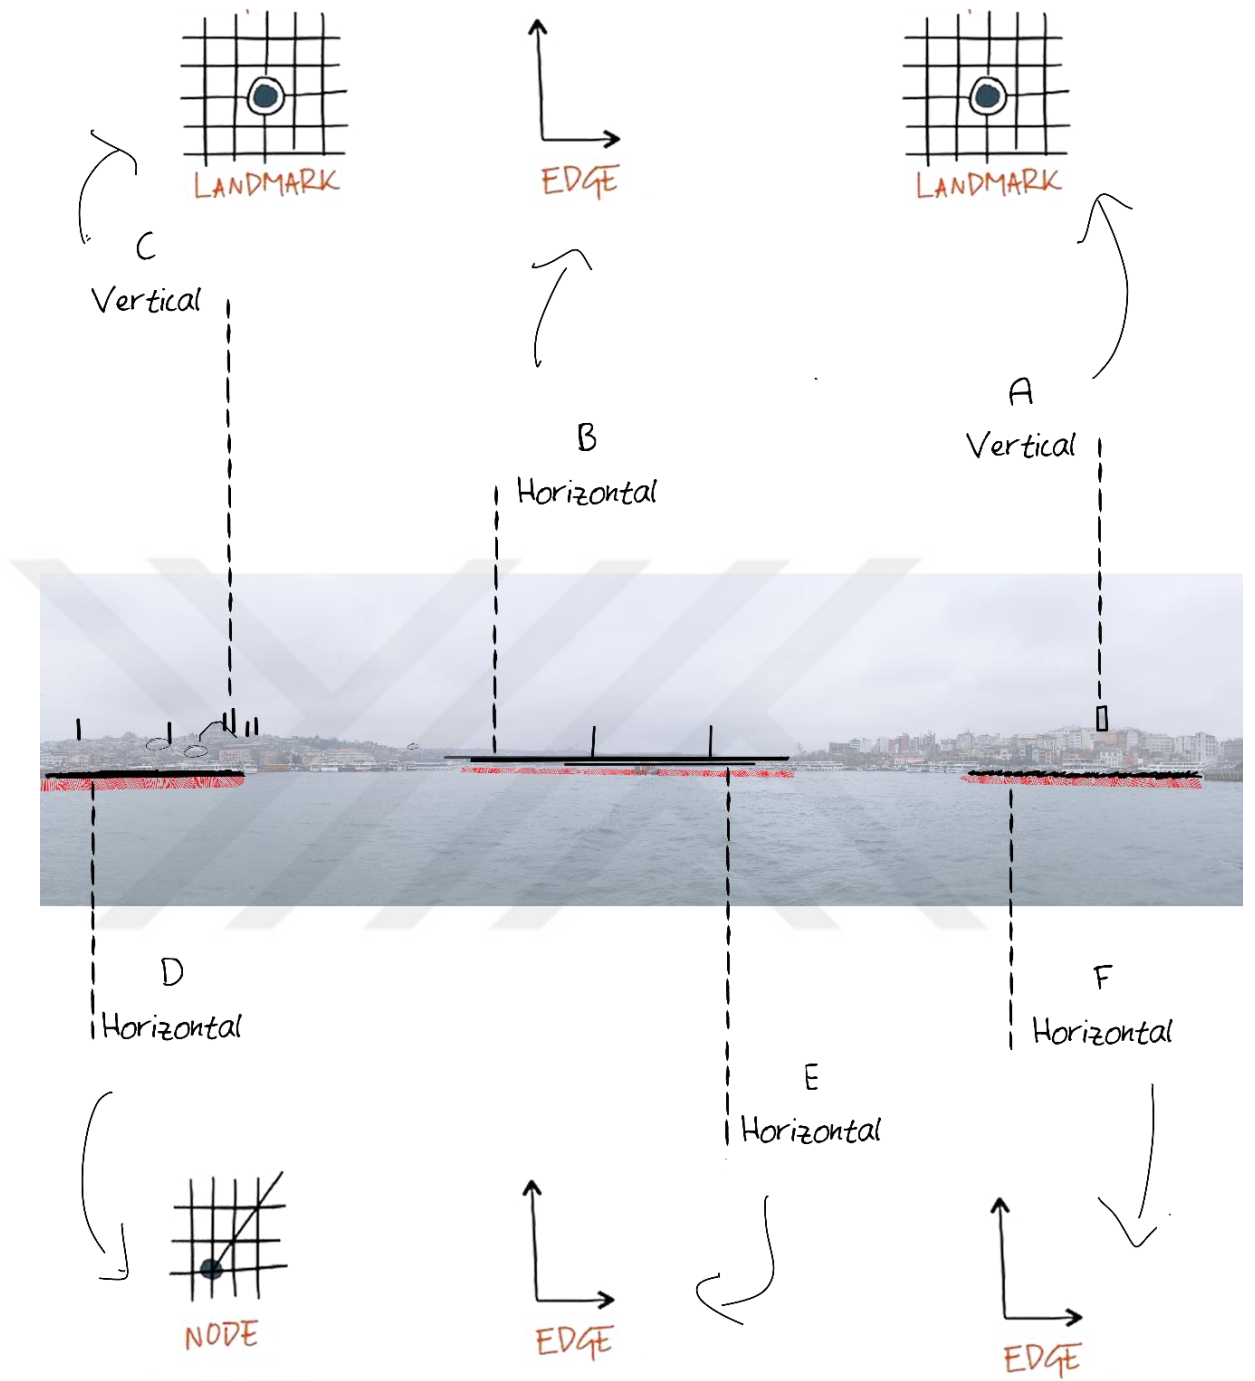 LANDMARK
EDGE
LANDMARK
C
Vertical
A
Vertical
B
Horizontal
D
Horizontal
F
Horizontal
E
Horizontal
NODE
EDGE
EDGE